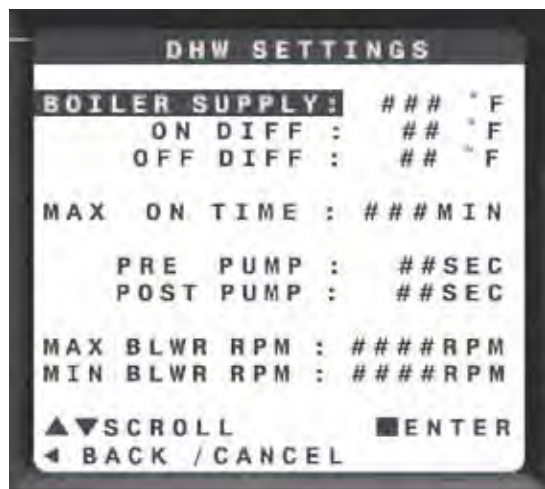 DHW SETTINGS
BOILER SUPPLY: ### °F
ON DIFF : ## °F
OFF DIFF : ## °F
MAX ON TIME : ###MIN
PRE PUMP : ##SEC
POST PUMP : ##SEC
MAX BLWR RPM : ####RPM
MIN BLWR RPM : ####RPM
▲▼SCROLL ■ENTER
◄ BACK /CANCEL